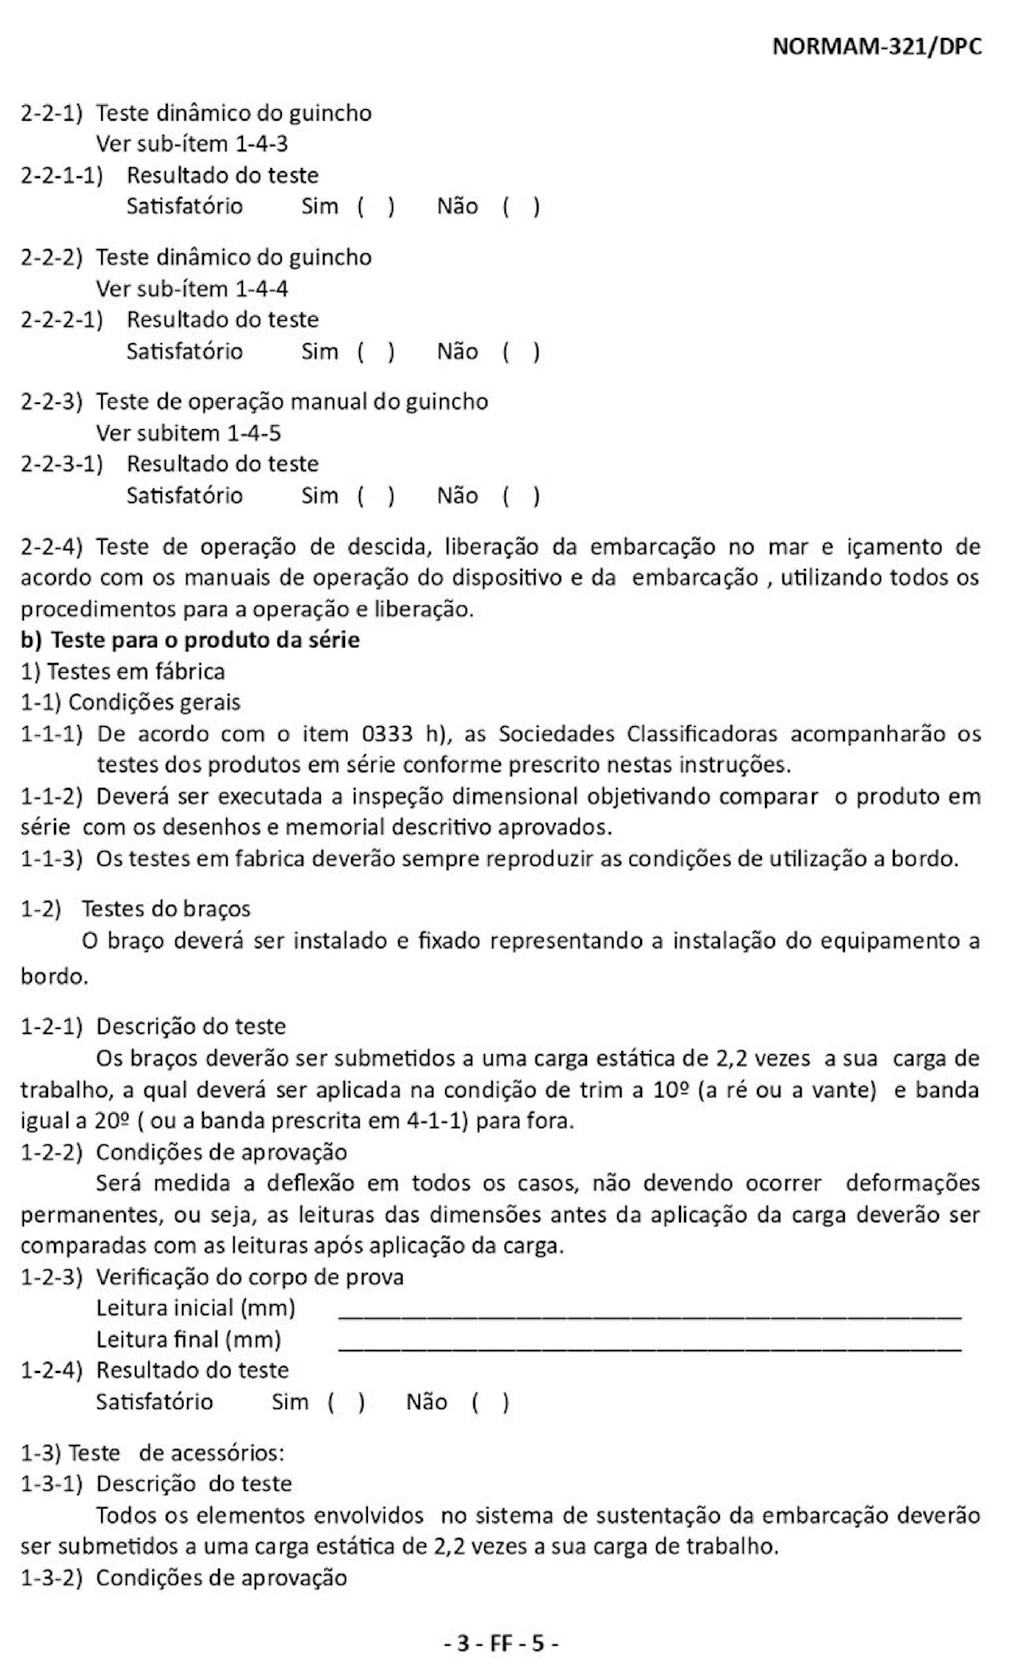 NORMAM-321/DPC
2-2-1) Teste dinâmico do guincho
Ver sub-ítem 1-4-3
2-2-1-1) Resultado do teste
Satisfatório Sim ( ) Não ( )
2-2-2) Teste dinâmico do guincho
Ver sub-ítem 1-4-4
2-2-2-1) Resultado do teste
Satisfatório Sim ( ) Não ( )
2-2-3) Teste de operação manual do guincho
Ver subitem 1-4-5
2-2-3-1) Resultado do teste
Satisfatório Sim ( ) Não ( )
2-2-4) Teste de operação de descida, liberação da embarcação no mar e içamento de
acordo com os manuais de operação do dispositivo e da embarcação , utilizando todos os
procedimentos para a operação e liberação.
b) Teste para o produto da série
1) Testes em fábrica
1-1) Condições gerais
1-1-1) De acordo com o item 0333 h), as Sociedades Classificadoras acompanharão os
testes dos produtos em série conforme prescrito nestas instruções.
1-1-2) Deverá ser executada a inspeção dimensional objetivando comparar o produto em
série com os desenhos e memorial descritivo aprovados.
1-1-3) Os testes em fabrica deverão sempre reproduzir as condições de utilização a bordo.
1-2) Testes do braços
O braço deverá ser instalado e fixado representando a instalação do equipamento a
bordo.
1-2-1) Descrição do teste
Os braços deverão ser submetidos a uma carga estática de 2,2 vezes a sua carga de
trabalho, a qual deverá ser aplicada na condição de trim a 10º (a ré ou a vante) e banda
igual a 20º ( ou a banda prescrita em 4-1-1) para fora.
1-2-2) Condições de aprovação
Será medida a deflexão em todos os casos, não devendo ocorrer deformações
permanentes, ou seja, as leituras das dimensões antes da aplicação da carga deverão ser
comparadas com as leituras após aplicação da carga.
1-2-3) Verificação do corpo de prova
Leitura inicial (mm) ____________________
Leitura final (mm) ____________________
1-2-4) Resultado do teste
Satisfatório Sim ( ) Não ( )
1-3) Teste de acessórios:
1-3-1) Descrição do teste
Todos os elementos envolvidos no sistema de sustentação da embarcação deverão
ser submetidos a uma carga estática de 2,2 vezes a sua carga de trabalho.
1-3-2) Condições de aprovação
- 3 - FF - 5 -